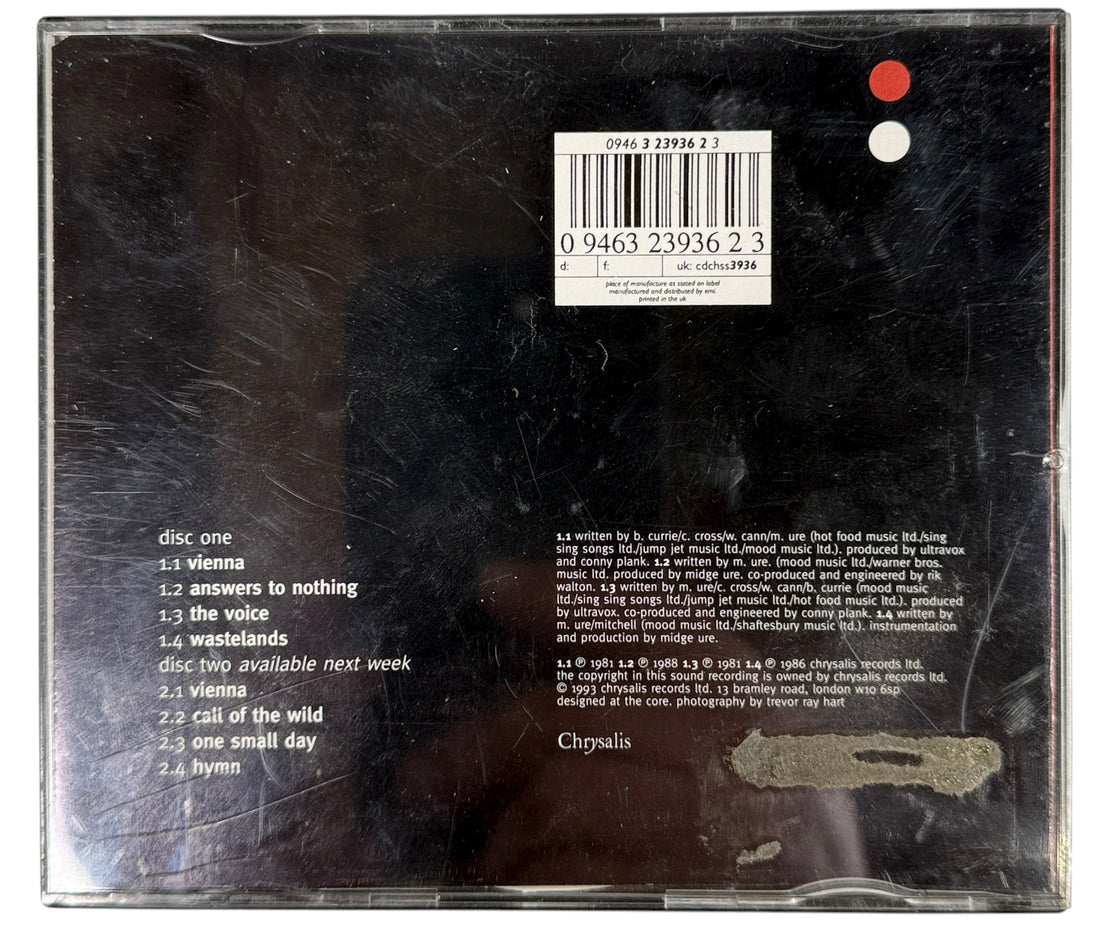 0946 3 23936 2 3
0 9463 23936 2 3
d: f: uk: cdchss3936
place of manufacture as stated on label
manufactured and distributed by emi.
printed in the uk
disc one
1.1 vienna
1.2 answers to nothing
1.3 the voice
1.4 wastelands
disc two available next week
2.1 vienna
2.2 call of the wild
2.3 one small day
2.4 hymn
1.1 written by b. currie/c. cross/w. cann/m. ure (hot food music ltd./sing
sing songs ltd./jump jet music ltd./mood music ltd.). produced by ultravox
and conny plank. 1.2 written by m. ure. (mood music ltd./warner bros.
music ltd. produced by midge ure. co-produced and engineered by rik
walton. 1.3 written by m. ure/c. cross/w. cann/b. currie (mood music
ltd./sing sing songs ltd./jump jet music ltd./hot food music ltd.). produced
by ultravox. co-produced and engineered by conny plank. 1.4 written by
m. ure/mitchell (mood music ltd./shaftesbury music ltd.). instrumentation
and production by midge ure.
1.1 ℗ 1981 1.2 ℗ 1988 1.3 ℗ 1981 1.4 ℗ 1986 chrysalis records ltd.
the copyright in this sound recording is owned by chrysalis records ltd.
© 1993 chrysalis records ltd. 13 bramley road, london w10 6sp
designed at the core. photography by trevor ray hart
Chrysalis